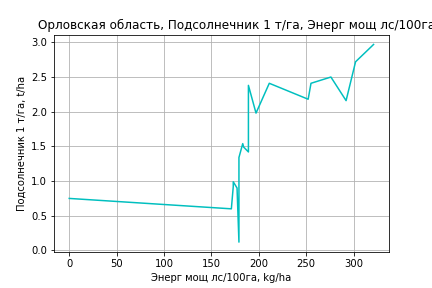 Орловская область, Подсолнечник 1 т/га, Энерг мощ лс/100га
3.0
2.5
2.0
1.5
1.0
0.5
0.0
Подсолнечник 1 т/га, t/ha
0 50 100 150 200 250 300
Энерг мощ лс/100га, kg/ha